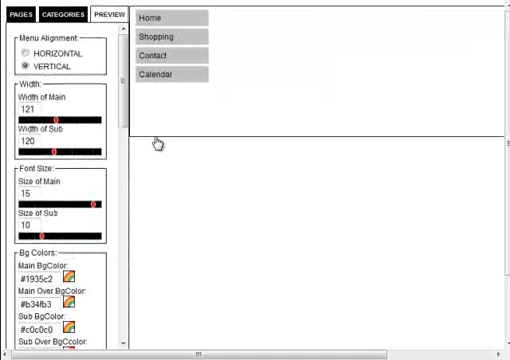 PAGES CATEGORIES PREVIEW
Menu Alignment
HORIZONTAL
VERTICAL
Width:
Width of Main
121
Width of Sub
120
Font Size:
Size of Main
15
Size of Sub
10
Bg Colors:
Main BgColor:
#1935c2
Main Over BgColor:
#b34fb3
Sub BgColor:
#c0c0c0
Sub Over BgCcolor
Home
Shopping
Contact
Calendar